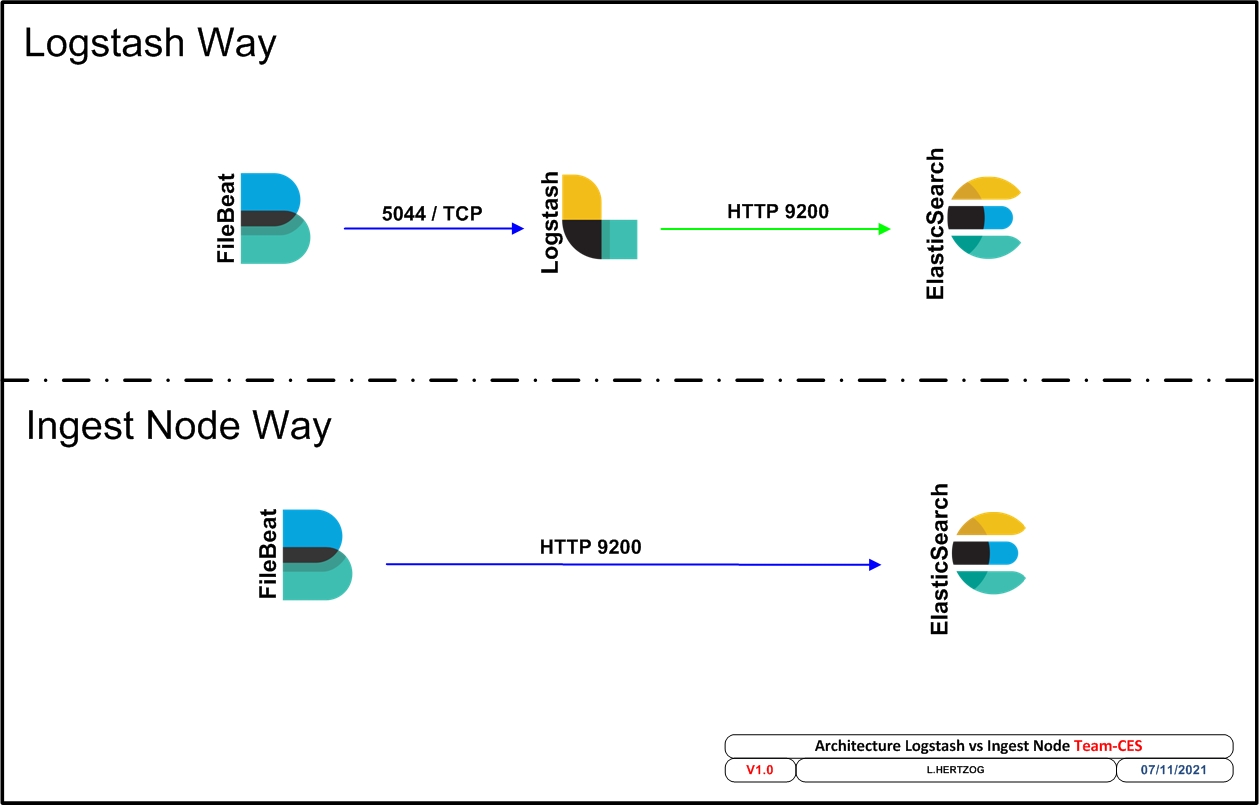 Logstash Way
FileBeat
5044 / TCP
Logstash
HTTP 9200
ElasticSearch
Ingest Node Way
FileBeat
HTTP 9200
ElasticSearch
Architecture Logstash vs Ingest Node Team-CES
V1.0
L.HERTZOG
07/11/2021